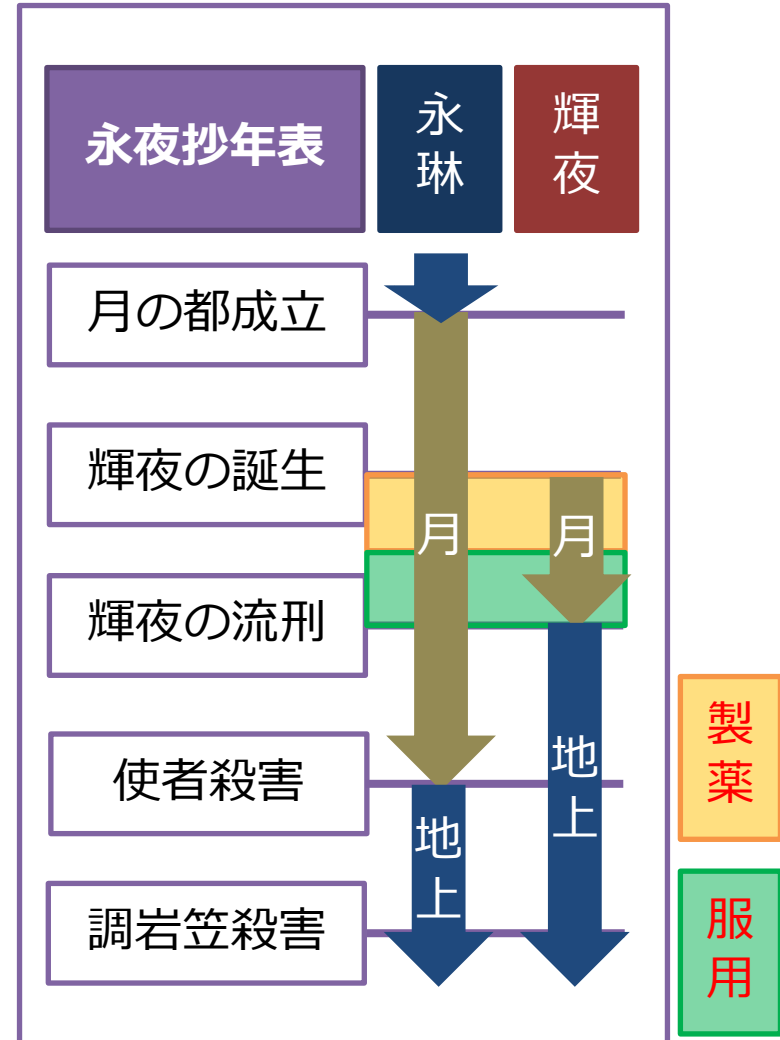 永夜抄年表
永琳
輝夜
月の都成立
輝夜の誕生
月
月
輝夜の流刑
製薬
使者殺害
地上
地上
服用
調岩笠殺害